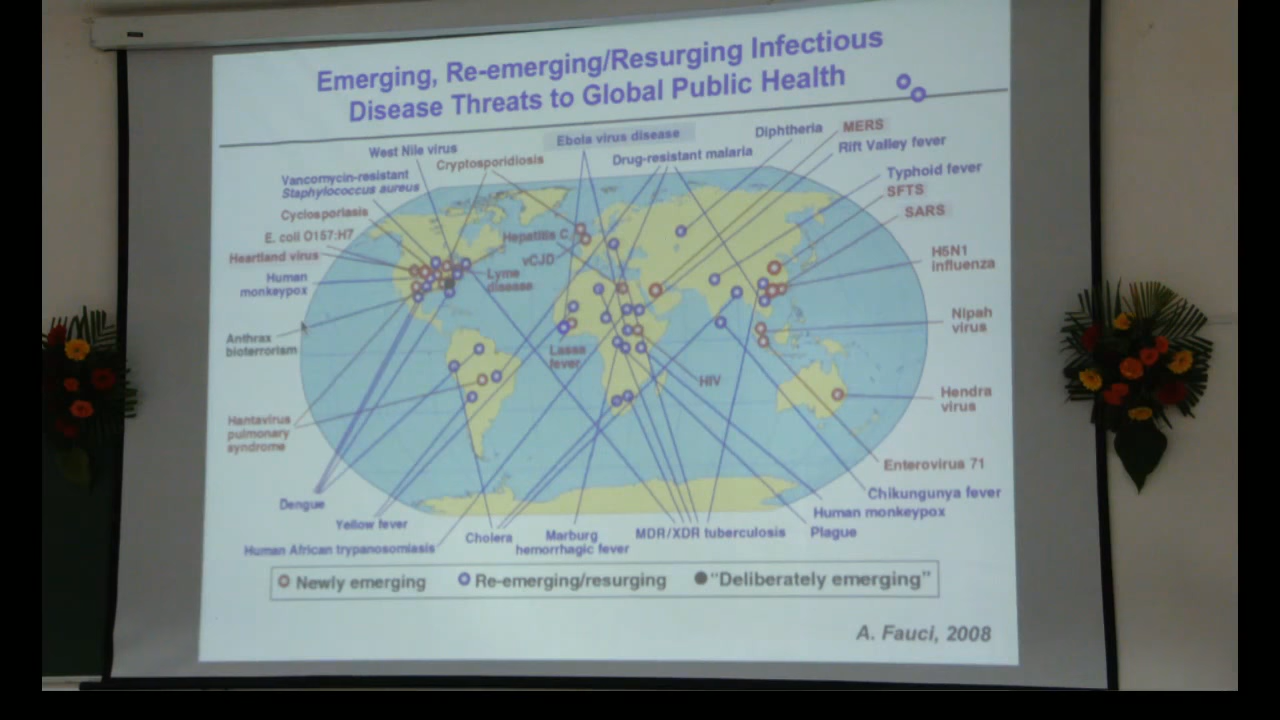 Emerging, Re-emerging/Resurging Infectious
Disease Threats to Global Public Health
West Nile virus
Cryptosporidiosis
Ebola virus disease
Drug-resistant malaria
Diphtheria
MERS
Rift Valley fever
Typhoid fever
SFTS
SARS
Vancomycin-resistant
Staphylococcus aureus
Cyclosporiasis
E. coli O157:H7
Heartland virus
Human
monkeypox
Anthrax
bioterrorism
Hantavirus
pulmonary
syndrome
Hepatitis C
vCJD
Lyme
disease
Lassa
fever
HIV
H5N1
influenza
Nipah
virus
Hendra
virus
Enterovirus 71
Chikungunya fever
Human monkeypox
Plague
Dengue
Yellow fever
Human African trypanosomiasis
Cholera
Marburg
hemorrhagic fever
MDR/XDR tuberculosis
Newly emerging
Re-emerging/resurging
"Deliberately emerging"
A. Fauci, 2008